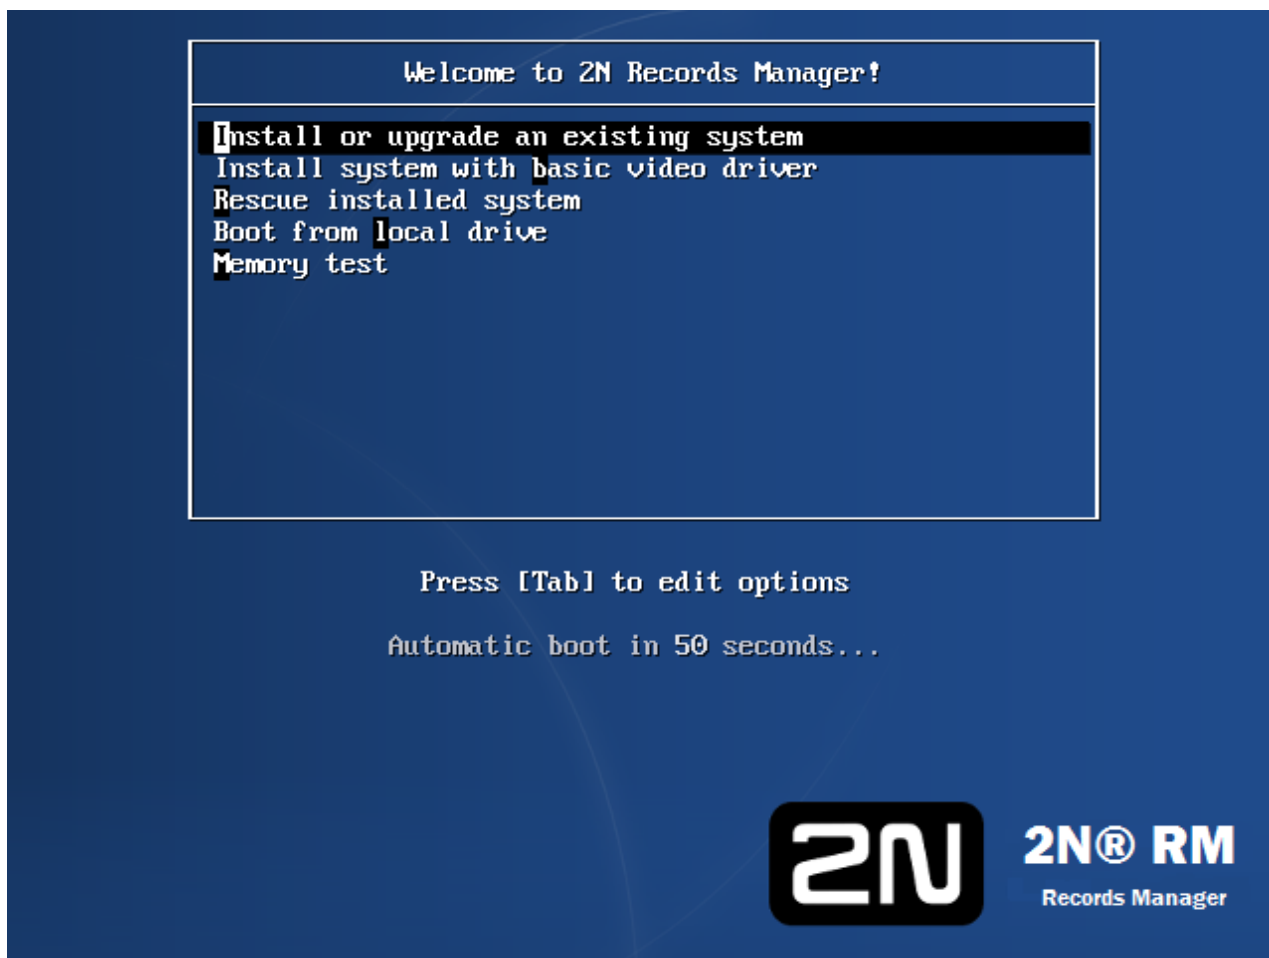 Welcome to 2N Records Manager!
Install or upgrade an existing system
Install system with basic video driver
Rescue installed system
Boot from local drive
Memory test
Press [Tab] to edit options
Automatic boot in 50 seconds...
2N
2N® RM
Records Manager